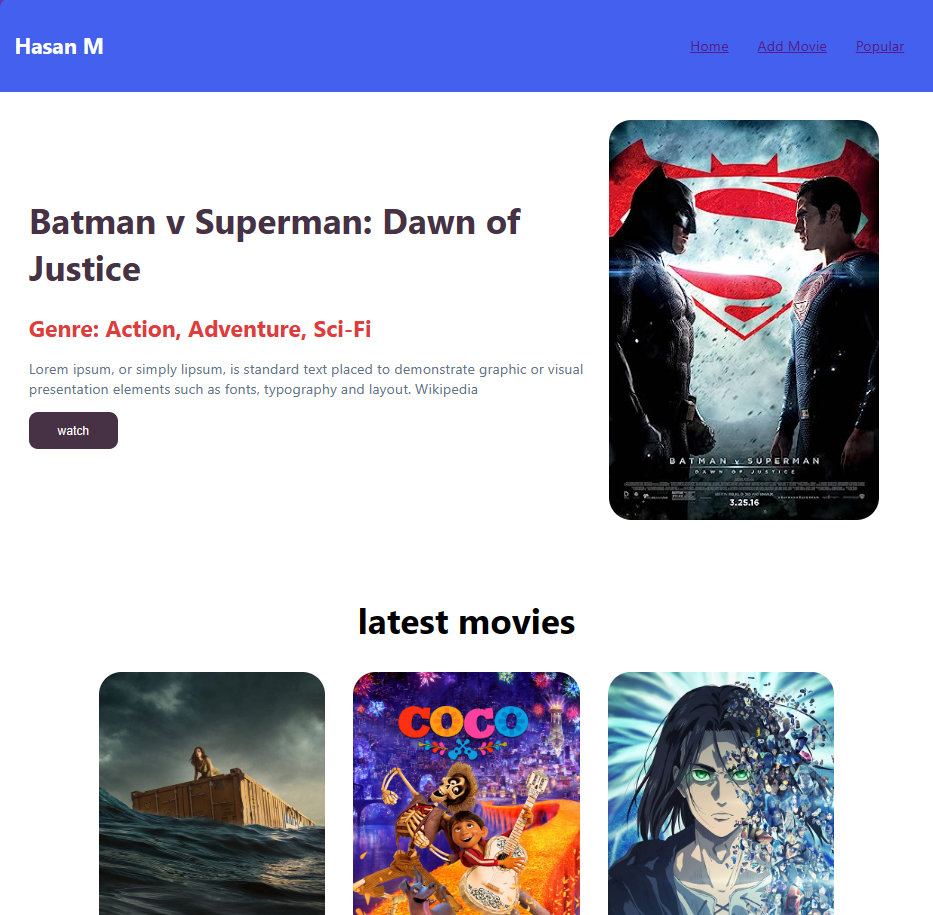 Hasan M
Home Add Movie Popular
Batman v Superman: Dawn of
Justice
Genre: Action, Adventure, Sci-Fi
Lorem ipsum, or simply lipsum, is standard text placed to demonstrate graphic or visual
presentation elements such as fonts, typography and layout. Wikipedia
watch
BATMAN v SUPERMAN
DAWN OF JUSTICE
3.25.16
latest movies
COCO